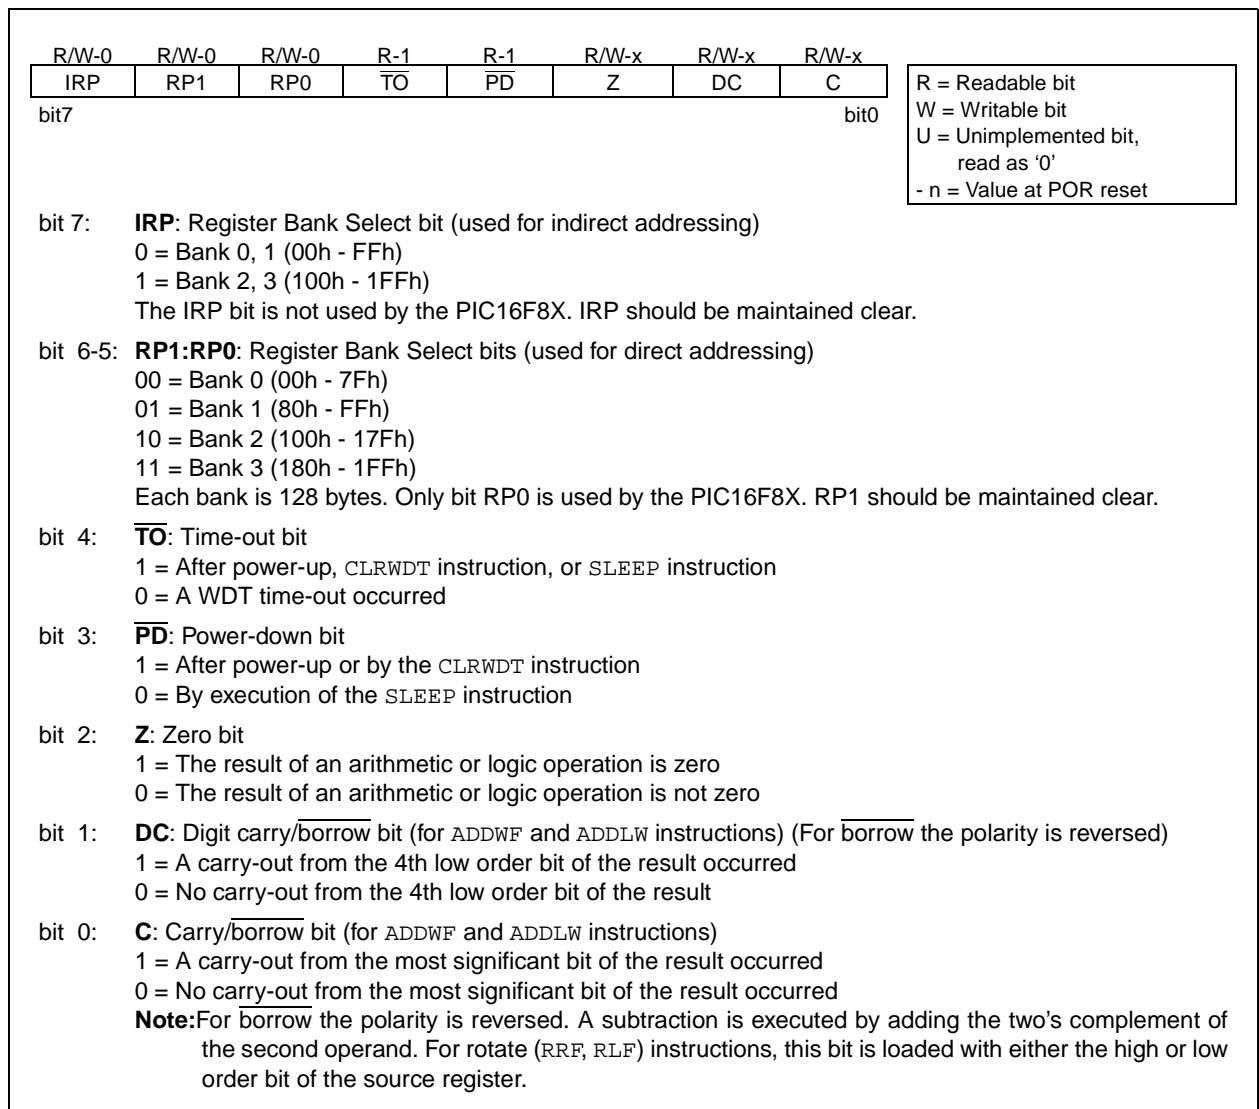 R/W-0 R/W-0 R/W-0 R-1 R-1 R/W-x R/W-x R/W-x
IRP RP1 RP0 T̅O̅ P̅D̅ Z DC C
bit7 bit0
R = Readable bit
W = Writable bit
U = Unimplemented bit,
read as ‘0’
- n = Value at POR reset
bit 7: IRP: Register Bank Select bit (used for indirect addressing)
0 = Bank 0, 1 (00h - FFh)
1 = Bank 2, 3 (100h - 1FFh)
The IRP bit is not used by the PIC16F8X. IRP should be maintained clear.
bit 6-5: RP1:RP0: Register Bank Select bits (used for direct addressing)
00 = Bank 0 (00h - 7Fh)
01 = Bank 1 (80h - FFh)
10 = Bank 2 (100h - 17Fh)
11 = Bank 3 (180h - 1FFh)
Each bank is 128 bytes. Only bit RP0 is used by the PIC16F8X. RP1 should be maintained clear.
bit 4: T̅O̅: Time-out bit
1 = After power-up, CLRWDT instruction, or SLEEP instruction
0 = A WDT time-out occurred
bit 3: P̅D̅: Power-down bit
1 = After power-up or by the CLRWDT instruction
0 = By execution of the SLEEP instruction
bit 2: Z: Zero bit
1 = The result of an arithmetic or logic operation is zero
0 = The result of an arithmetic or logic operation is not zero
bit 1: DC: Digit carry/b̅o̅r̅r̅o̅w̅ bit (for ADDWF and ADDLW instructions) (For b̅o̅r̅r̅o̅w̅ the polarity is reversed)
1 = A carry-out from the 4th low order bit of the result occurred
0 = No carry-out from the 4th low order bit of the result
bit 0: C: Carry/b̅o̅r̅r̅o̅w̅ bit (for ADDWF and ADDLW instructions)
1 = A carry-out from the most significant bit of the result occurred
0 = No carry-out from the most significant bit of the result occurred
Note:For b̅o̅r̅r̅o̅w̅ the polarity is reversed. A subtraction is executed by adding the two’s complement of
the second operand. For rotate (RRF, RLF) instructions, this bit is loaded with either the high or low
order bit of the source register.